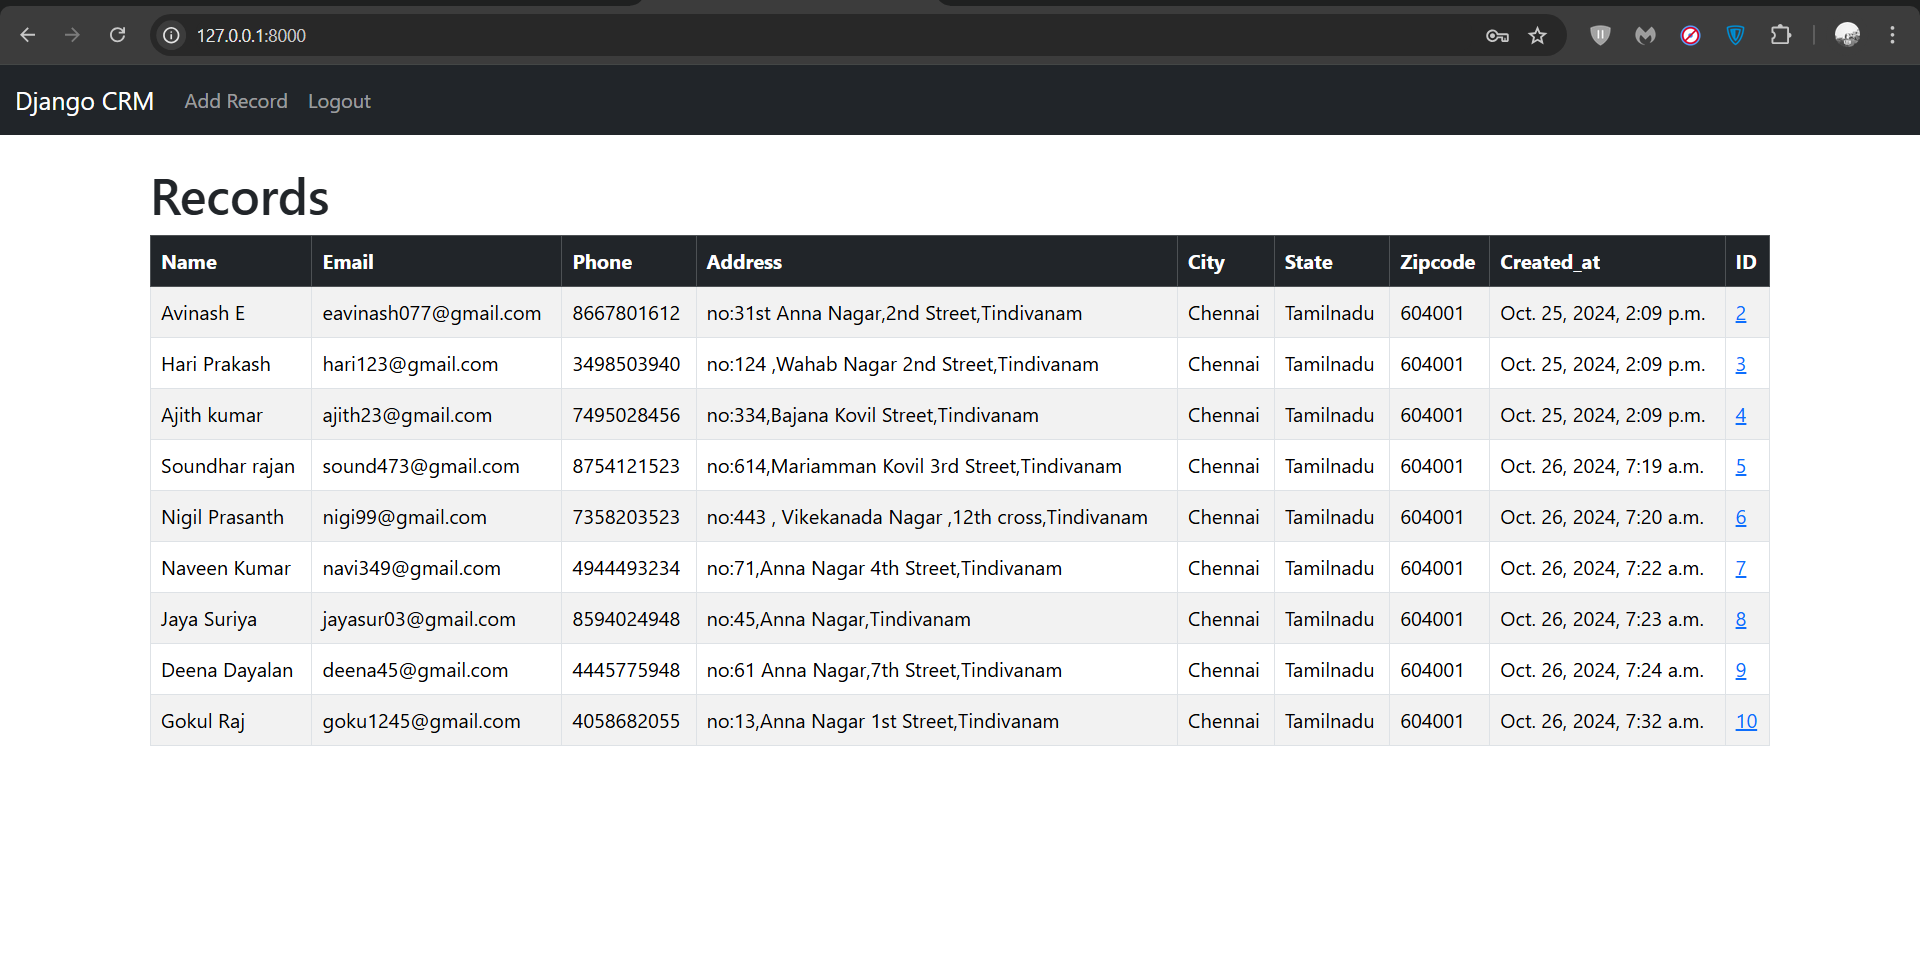 127.0.0.1:8000
Django CRM Add Record Logout
Records
Name Email Phone Address City State Zipcode Created_at ID
Avinash E eavinash077@gmail.com 8667801612 no:31st Anna Nagar,2nd Street,Tindivanam Chennai Tamilnadu 604001 Oct. 25, 2024, 2:09 p.m. 2
Hari Prakash hari123@gmail.com 3498503940 no:124 ,Wahab Nagar 2nd Street,Tindivanam Chennai Tamilnadu 604001 Oct. 25, 2024, 2:09 p.m. 3
Ajith kumar ajith23@gmail.com 7495028456 no:334,Bajana Kovil Street,Tindivanam Chennai Tamilnadu 604001 Oct. 25, 2024, 2:09 p.m. 4
Soundhar rajan sound473@gmail.com 8754121523 no:614,Mariamman Kovil 3rd Street,Tindivanam Chennai Tamilnadu 604001 Oct. 26, 2024, 7:19 a.m. 5
Nigil Prasanth nigi99@gmail.com 7358203523 no:443 , Vikekanada Nagar ,12th cross,Tindivanam Chennai Tamilnadu 604001 Oct. 26, 2024, 7:20 a.m. 6
Naveen Kumar navi349@gmail.com 4944493234 no:71,Anna Nagar 4th Street,Tindivanam Chennai Tamilnadu 604001 Oct. 26, 2024, 7:22 a.m. 7
Jaya Suriya jayasur03@gmail.com 8594024948 no:45,Anna Nagar,Tindivanam Chennai Tamilnadu 604001 Oct. 26, 2024, 7:23 a.m. 8
Deena Dayalan deena45@gmail.com 4445775948 no:61 Anna Nagar,7th Street,Tindivanam Chennai Tamilnadu 604001 Oct. 26, 2024, 7:24 a.m. 9
Gokul Raj goku1245@gmail.com 4058682055 no:13,Anna Nagar 1st Street,Tindivanam Chennai Tamilnadu 604001 Oct. 26, 2024, 7:32 a.m. 10